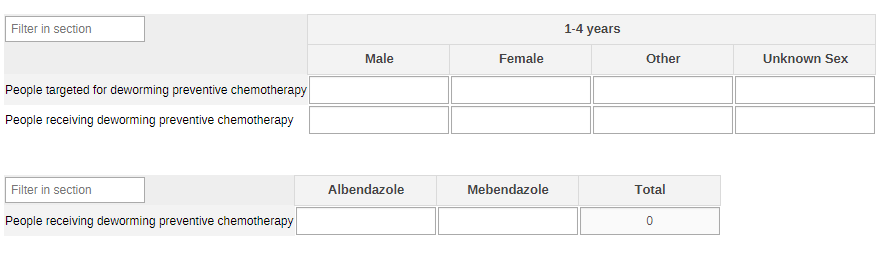 Filter in section
1-4 years
Male Female Other Unknown Sex
People targeted for deworming preventive chemotherapy
People receiving deworming preventive chemotherapy
Filter in section Albendazole Mebendazole Total
People receiving deworming preventive chemotherapy 0